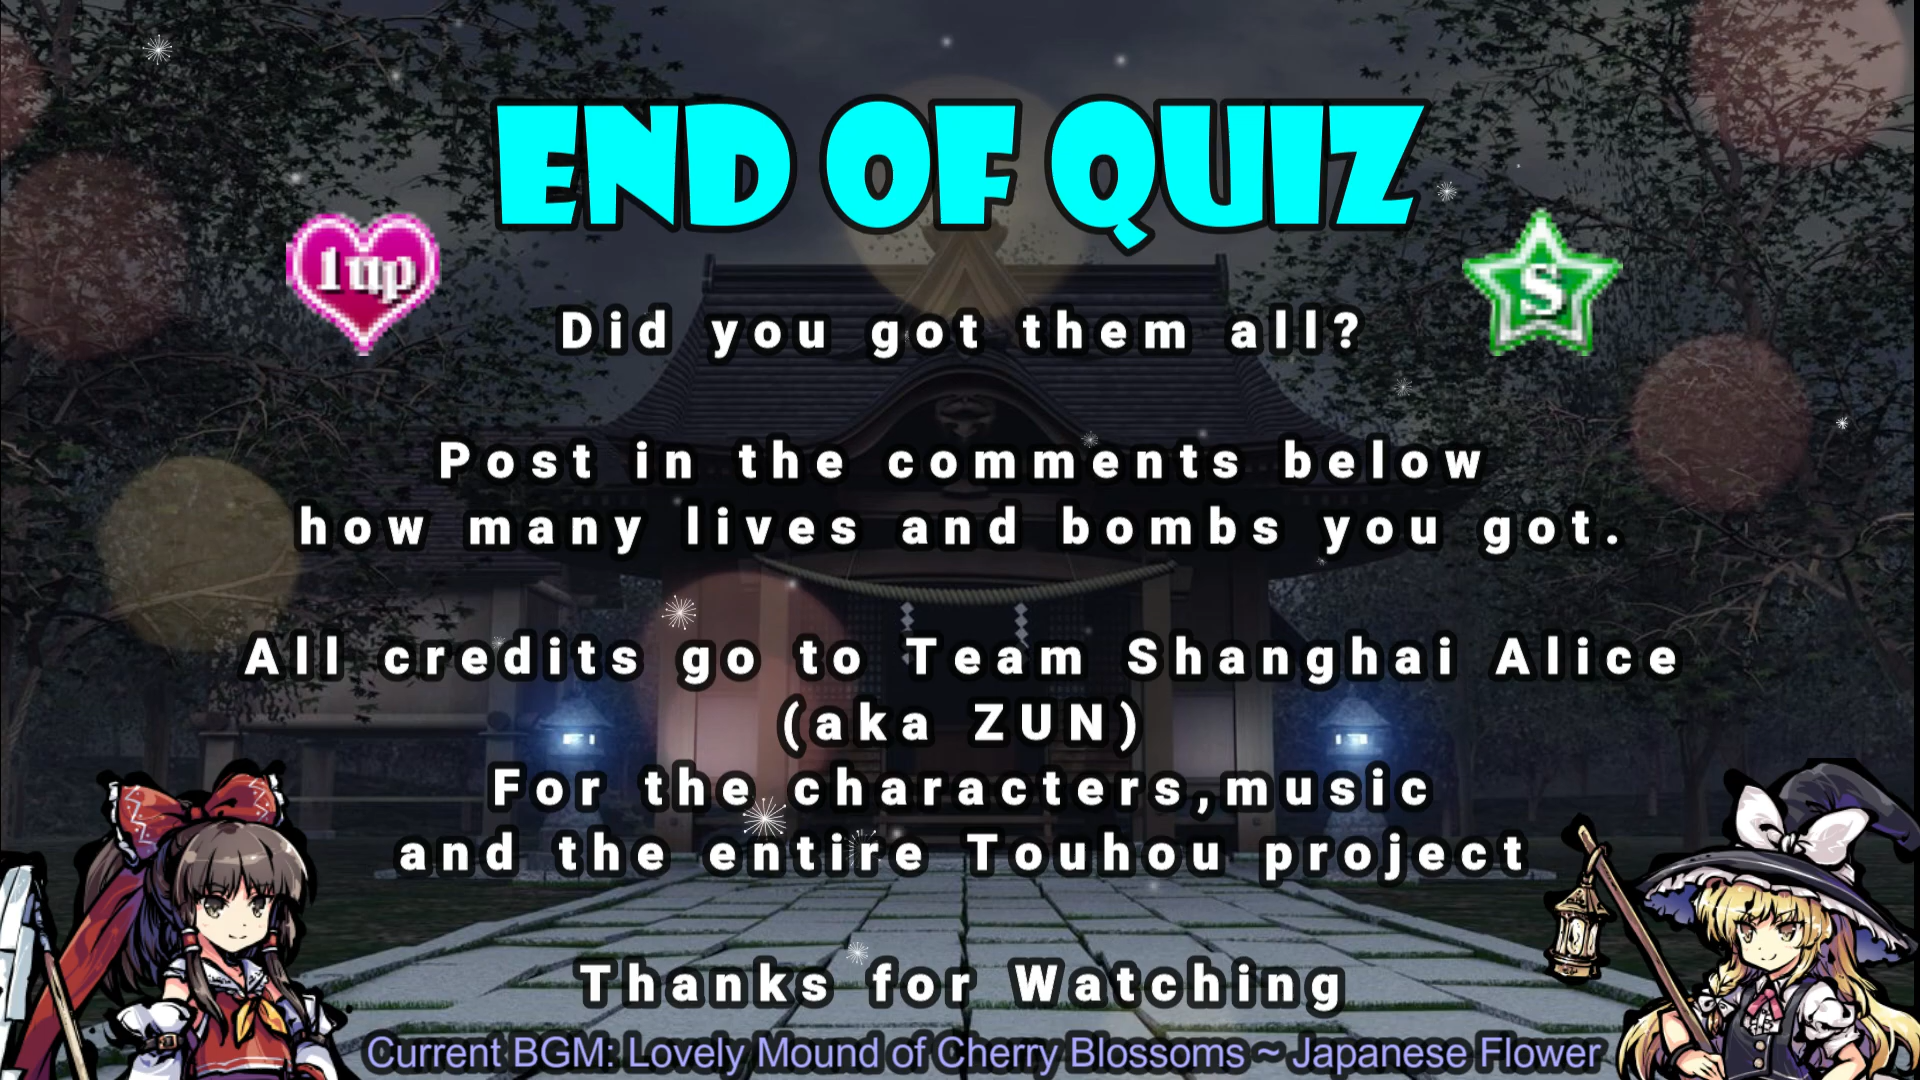 END OF QUIZ
1up
S
Did you got them all?
Post in the comments below
how many lives and bombs you got.
All credits go to Team Shanghai Alice
(aka ZUN)
For the characters,music
and the entire Touhou project
Thanks for Watching
Current BGM: Lovely Mound of Cherry Blossoms ~ Japanese Flower